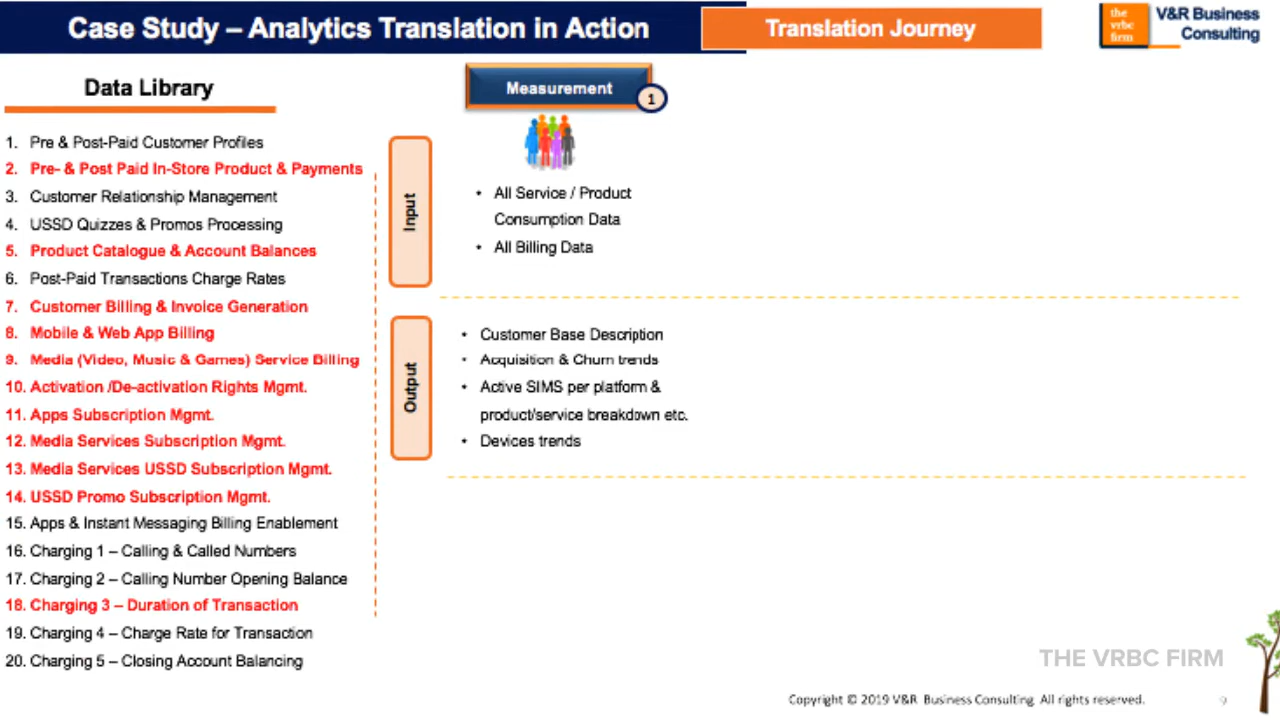 Case Study – Analytics Translation in Action
Translation Journey
the
vrbc
firm
V&R Business
Consulting
Data Library
1. Pre & Post-Paid Customer Profiles
2. Pre- & Post Paid In-Store Product & Payments
3. Customer Relationship Management
4. USSD Quizzes & Promos Processing
5. Product Catalogue & Account Balances
6. Post-Paid Transactions Charge Rates
7. Customer Billing & Invoice Generation
8. Mobile & Web App Billing
9. Media (Video, Music & Games) Service Billing
10. Activation /De-activation Rights Mgmt.
11. Apps Subscription Mgmt.
12. Media Services Subscription Mgmt.
13. Media Services USSD Subscription Mgmt.
14. USSD Promo Subscription Mgmt.
15. Apps & Instant Messaging Billing Enablement
16. Charging 1 – Calling & Called Numbers
17. Charging 2 – Calling Number Opening Balance
18. Charging 3 – Duration of Transaction
19. Charging 4 – Charge Rate for Transaction
20. Charging 5 – Closing Account Balancing
Measurement
1
Input
• All Service / Product
Consumption Data
• All Billing Data
Output
• Customer Base Description
• Acquisition & Churn trends
• Active SIMS per platform &
product/service breakdown etc.
• Devices trends
THE VRBC FIRM
Copyright © 2019 V&R Business Consulting. All rights reserved.
9